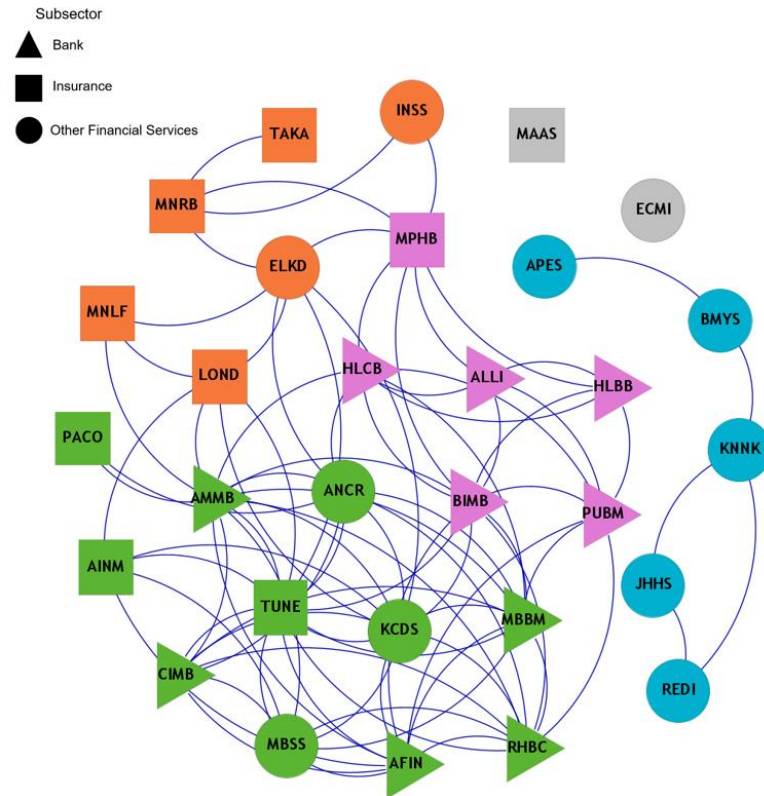 Subsector
Bank
Insurance
Other Financial Services
INSS
TAKA
MAAS
MNRB
ECMI
MPHB
ELKD
APES
MNLF
BMYS
LOND
HLCB
ALLI
HLBB
PACO
KNNK
AMMB
ANCR
BIMB
PUBM
AINM
JHHS
TUNE
KCDS
MBBM
CIMB
REDI
MBSS
AFIN
RHBC